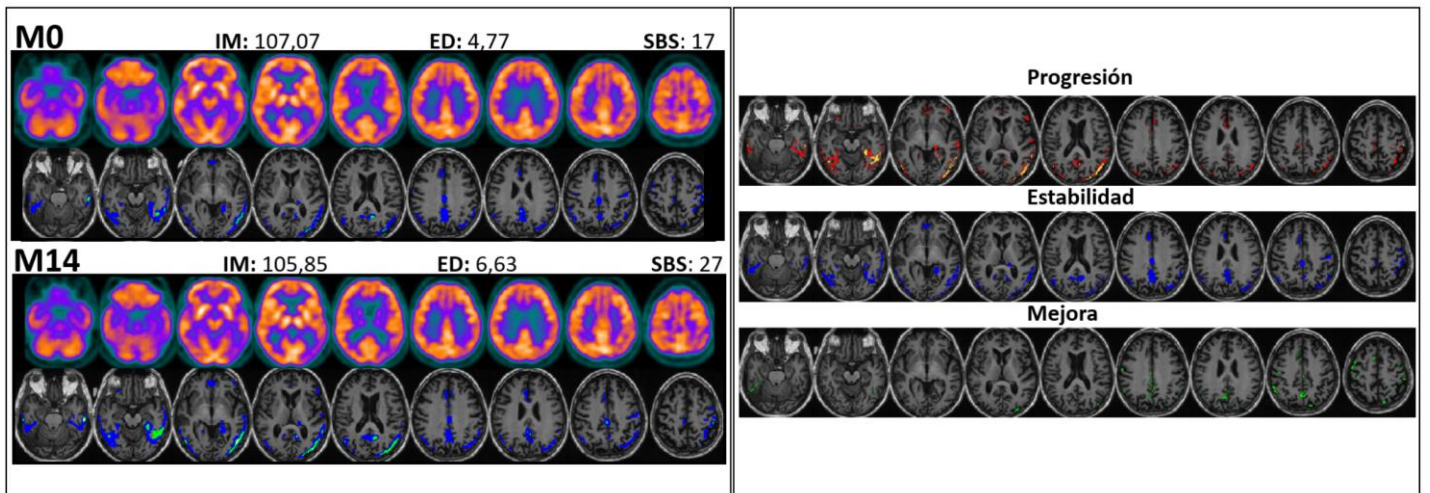 M0 IM: 107,07 ED: 4,77 SBS: 17
M14 IM: 105,85 ED: 6,63 SBS: 27
Progresión
Estabilidad
Mejora